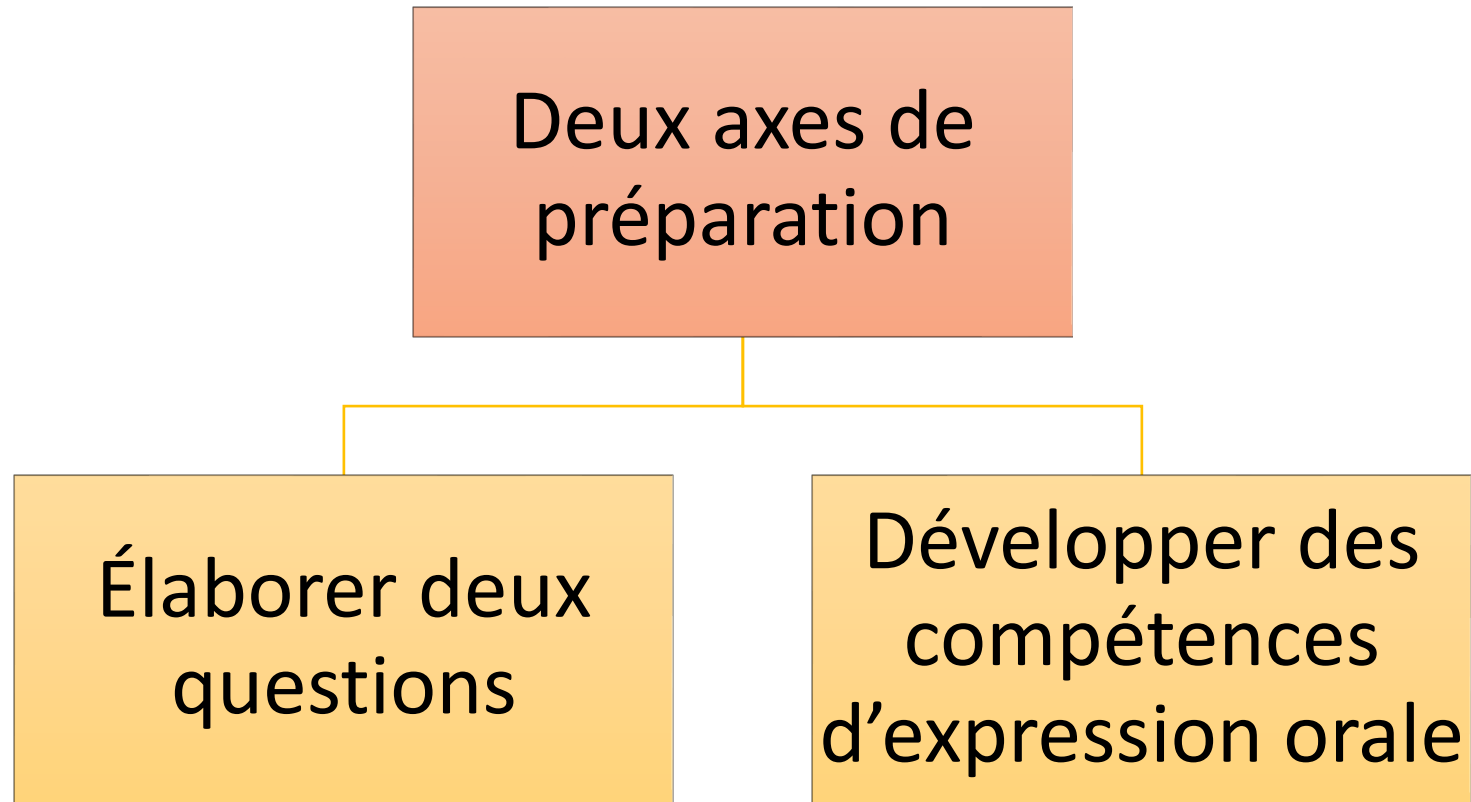 Deux axes de
préparation
Élaborer deux
questions
Développer des
compétences
d’expression orale